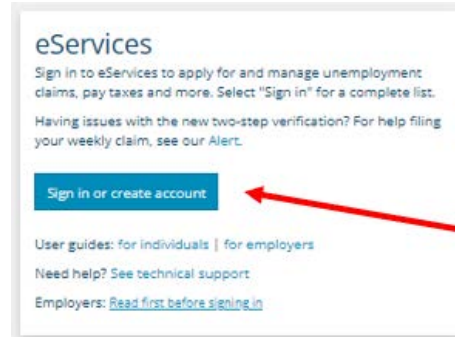 eServices
Sign in to eServices to apply for and manage unemployment
claims, pay taxes and more. Select "Sign in" for a complete list.
Having issues with the new two-step verification? For help filing
your weekly claim, see our Alert.
Sign in or create account
User guides: for individuals | for employers
Need help? See technical support
Employers: Read first before signing in